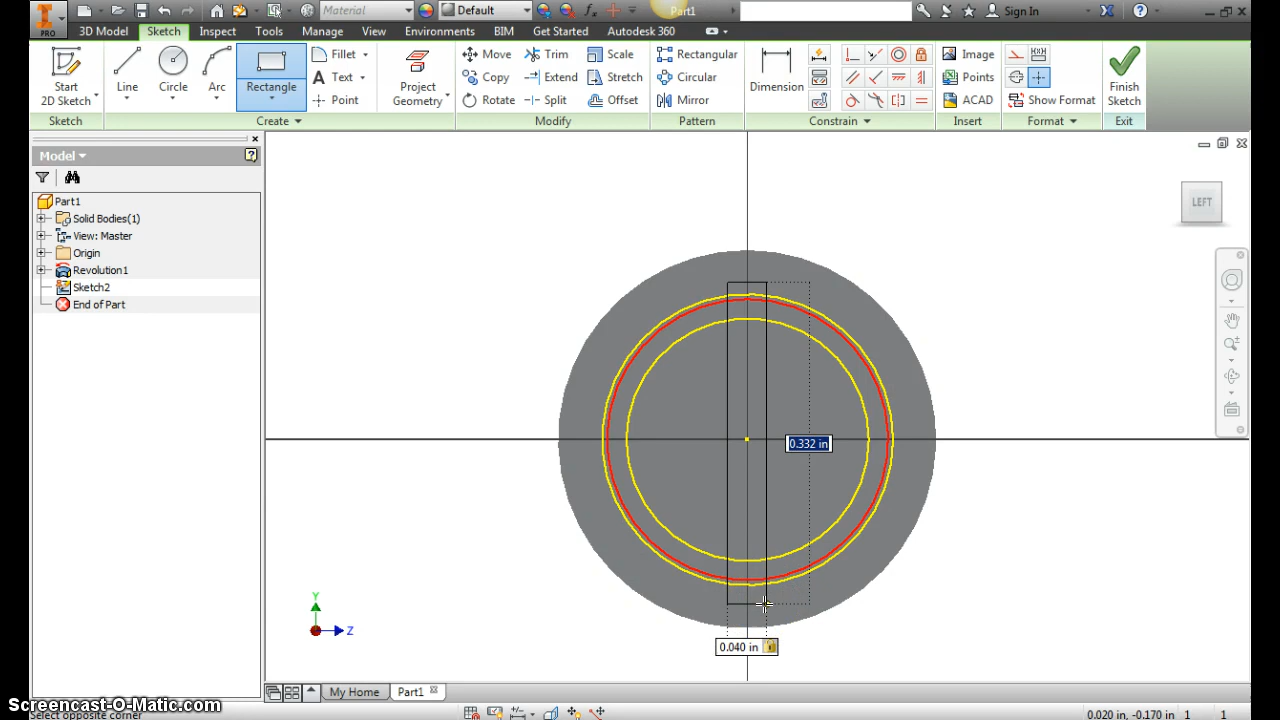 Material
Default
Part1
Sign In
PRO
3D Model Sketch Inspect Tools Manage View Environments BIM Get Started Autodesk 360
Start 2D Sketch
Line
Circle
Arc
Rectangle
Fillet
Text
Point
Project Geometry
Move
Copy
Rotate
Trim
Extend
Split
Scale
Stretch
Offset
Rectangular
Circular
Mirror
Dimension
Image
Points
ACAD
Show Format
Finish Sketch
Sketch Create Modify Pattern Constrain Insert Format Exit
Model
Part1
Solid Bodies(1)
View: Master
Origin
Revolution1
Sketch2
End of Part
LEFT
0.332 in
0.040 in
Y
Z
My Home Part1
Screencast-O-Matic.com
Select opposite corner
0.020 in, -0.170 in 1 1